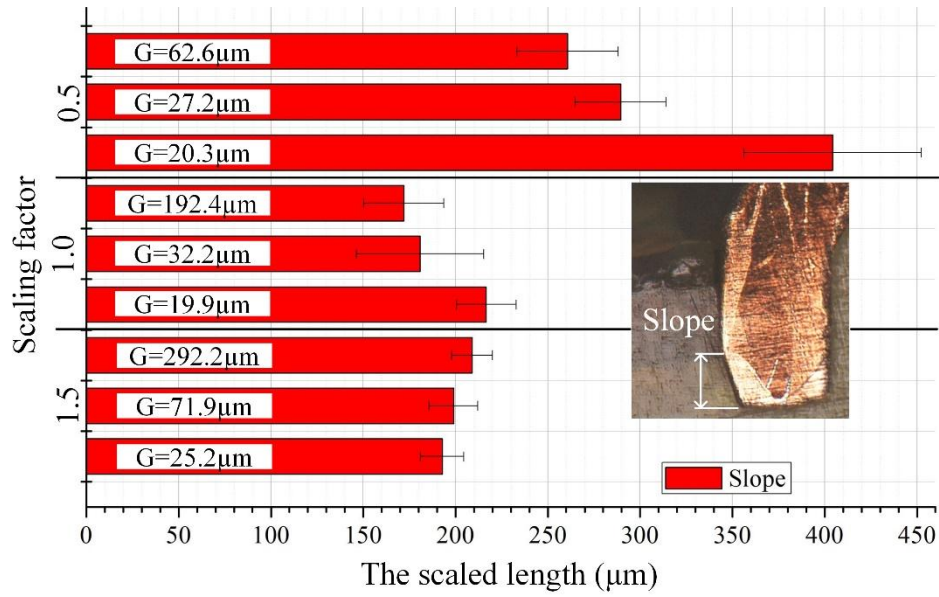 Scaling factor
0.5
G=62.6µm
G=27.2µm
G=20.3µm
1.0
G=192.4µm
G=32.2µm
G=19.9µm
1.5
G=292.2µm
G=71.9µm
G=25.2µm
Slope
Slope
0 50 100 150 200 250 300 350 400 450
The scaled length (µm)